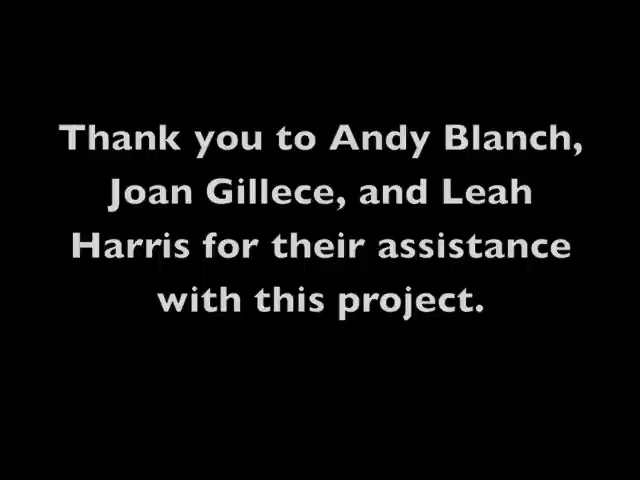 Thank you to Andy Blanch,
Joan Gillece, and Leah
Harris for their assistance
with this project.